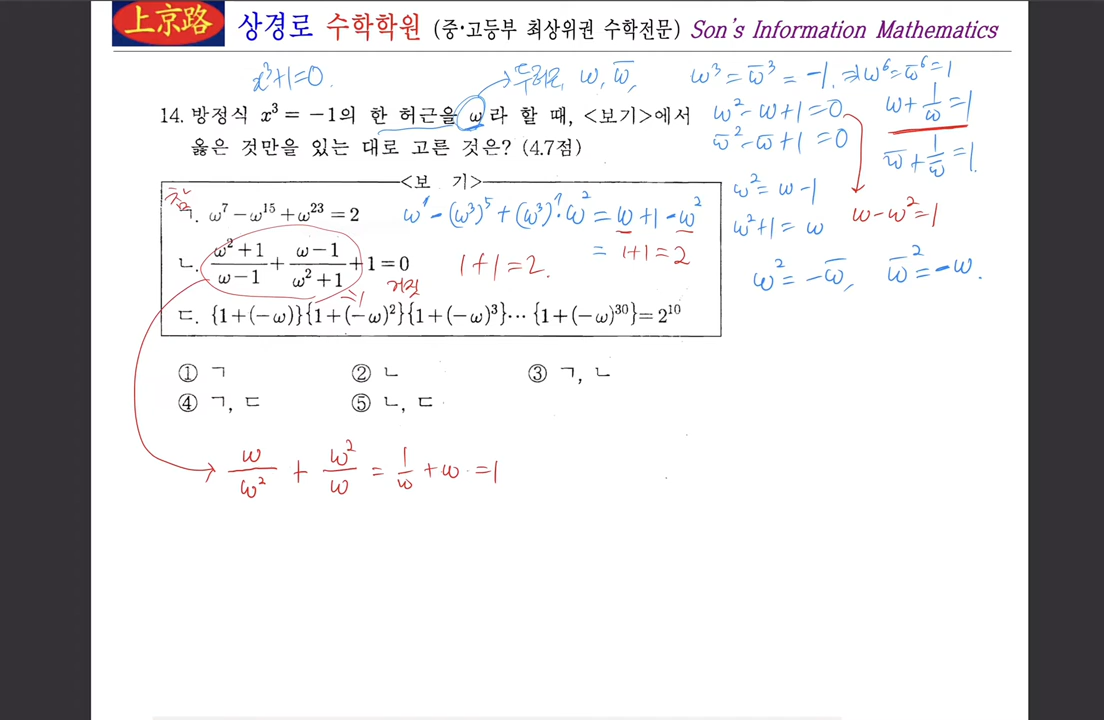 上京路 상경로 수학학원 (중·고등부 최상위권 수학전문) Son's Information Mathematics
x³+1=0.
두허근, ω, ω̅,
ω³=ω̅³=-1. ⇒ω⁶=ω̅⁶=1
14. 방정식 x³ = -1의 한 허근을 ω라 할 때, <보기>에서
옳은 것만을 있는 대로 고른 것은? (4.7점)
ω²-ω+1=0
ω̅²-ω̅+1=0
ω+1/ω=1
ω̅+1/ω̅=1.
ω²=ω-1
ω²+1=ω
ω-ω²=1
ω²=-ω̅, ω̅²=-ω.
<보 기>
참
ㄱ. ω⁷-ω¹⁵+ω²³=2
ω¹-(ω³)⁵+(ω³)⁷·ω²=ω+1-ω²
=1+1=2
ㄴ. (ω²+1)/(ω-1)+(ω-1)/(ω²+1)+1=0
1+1=2.
=1
거짓
ㄷ. {1+(-ω)}{1+(-ω)²}{1+(-ω)³}⋯{1+(-ω)³⁰}=2¹⁰
① ㄱ ② ㄴ ③ ㄱ, ㄴ
④ ㄱ, ㄷ ⑤ ㄴ, ㄷ
ω/ω²+ω²/ω=1/ω+ω=1